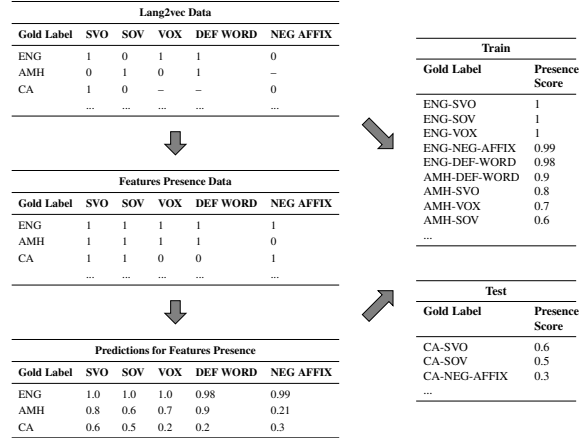 Lang2vec Data
Gold Label SVO SOV VOX DEF WORD NEG AFFIX
ENG 1 0 1 1 0
AMH 0 1 0 1 –
CA 1 0 – – 0
... ... ... ... ...
Features Presence Data
Gold Label SVO SOV VOX DEF WORD NEG AFFIX
ENG 1 1 1 1 1
AMH 1 1 1 1 0
CA 1 1 0 0 1
... ... ... ... ...
Predictions for Features Presence
Gold Label SVO SOV VOX DEF WORD NEG AFFIX
ENG 1.0 1.0 1.0 0.98 0.99
AMH 0.8 0.6 0.7 0.9 0.21
CA 0.6 0.5 0.2 0.2 0.3
Train
Gold Label Presence
Score
ENG-SVO 1
ENG-SOV 1
ENG-VOX 1
ENG-NEG-AFFIX 0.99
ENG-DEF-WORD 0.98
AMH-DEF-WORD 0.9
AMH-SVO 0.8
AMH-VOX 0.7
AMH-SOV 0.6
...
Test
Gold Label Presence
Score
CA-SVO 0.6
CA-SOV 0.5
CA-NEG-AFFIX 0.3
...